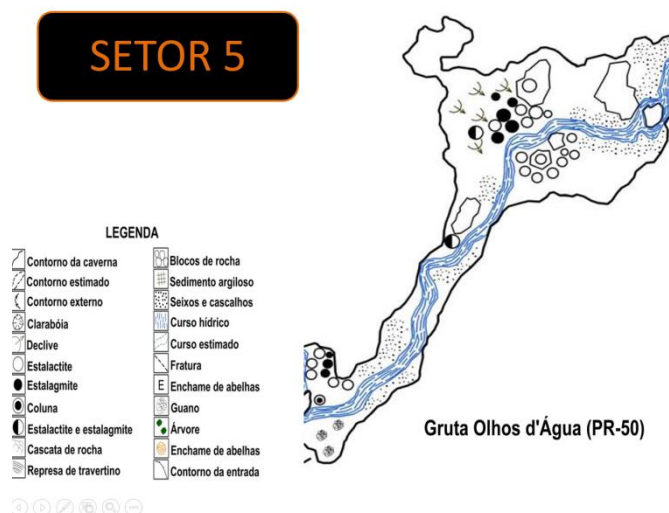 SETOR 5
LEGENDA
Contorno da caverna
Contorno estimado
Contorno externo
Clarabóia
Declive
Estalactite
Estalagmite
Coluna
Estalactite e estalagmite
Cascata de rocha
Represa de travertino
Blocos de rocha
Sedimento argiloso
Seixos e cascalhos
Curso hídrico
Curso estimado
Fratura
E Enchame de abelhas
Guano
Árvore
Enchame de abelhas
Contorno da entrada
Gruta Olhos d'Água (PR-50)